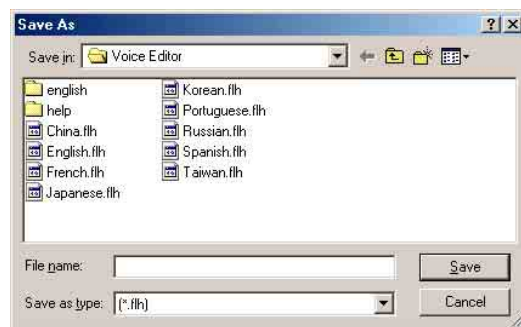 Save As
Save in: Voice Editor
english
help
China.flh
English.flh
French.flh
Japanese.flh
Korean.flh
Portuguese.flh
Russian.flh
Spanish.flh
Taiwan.flh
File name:
Save
Save as type: (*.flh)
Cancel